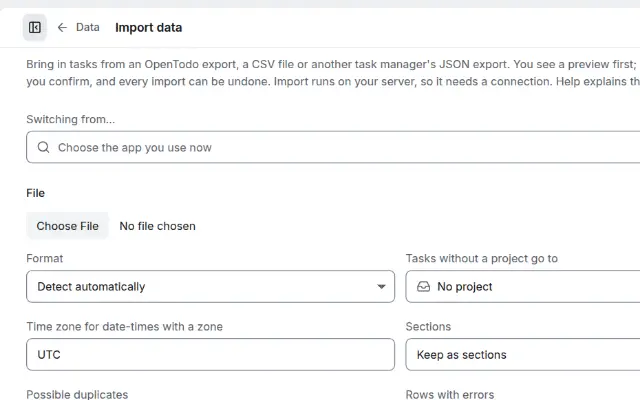 Data Import data
Bring in tasks from an OpenTodo export, a CSV file or another task manager's JSON export. You see a preview first;
you confirm, and every import can be undone. Import runs on your server, so it needs a connection. Help explains
Switching from...
Choose the app you use now
File
Choose File No file chosen
Format Tasks without a project go to
Detect automatically No project
Time zone for date-times with a zone Sections
UTC Keep as sections
Possible duplicates Rows with errors